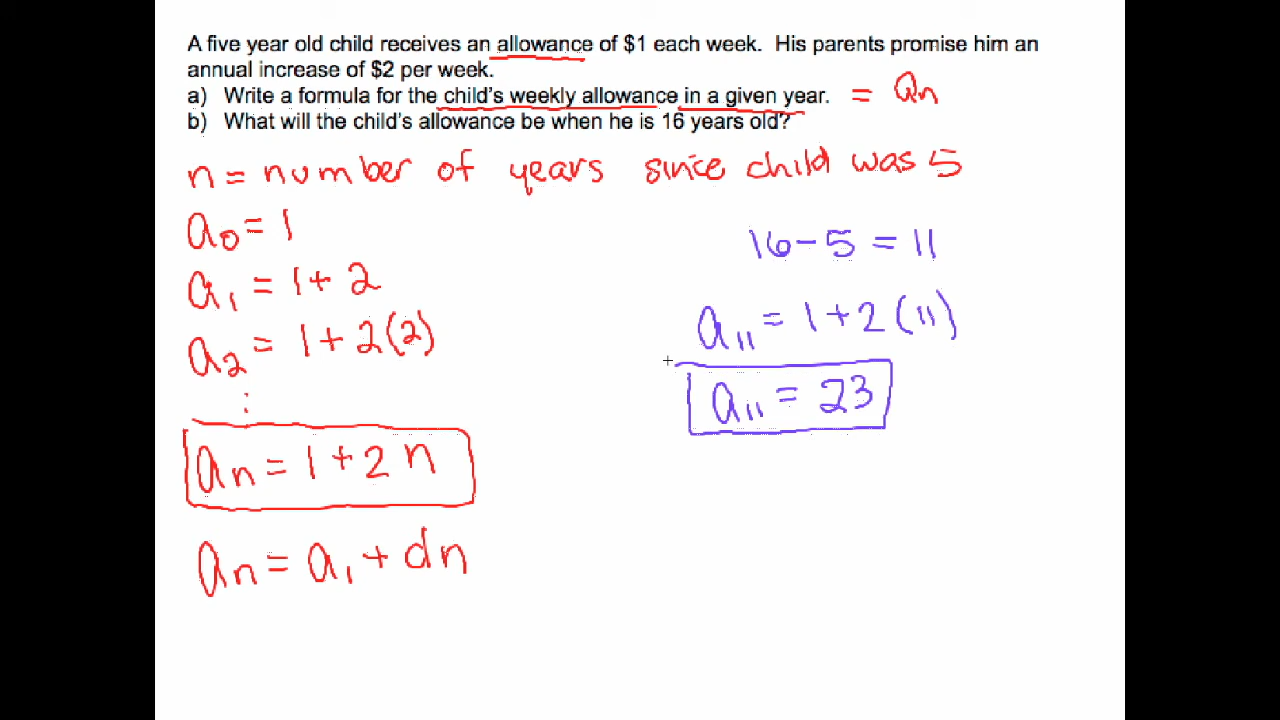 A five year old child receives an allowance of $1 each week. His parents promise him an
annual increase of $2 per week.
a) Write a formula for the child's weekly allowance in a given year. = an
b) What will the child's allowance be when he is 16 years old?
n = number of years since child was 5
a₀ = 1
a₁ = 1 + 2
a₂ = 1 + 2(2)
⋮
an = 1 + 2n
an = a₁ + dn
16 - 5 = 11
a₁₁ = 1 + 2(11)
a₁₁ = 23